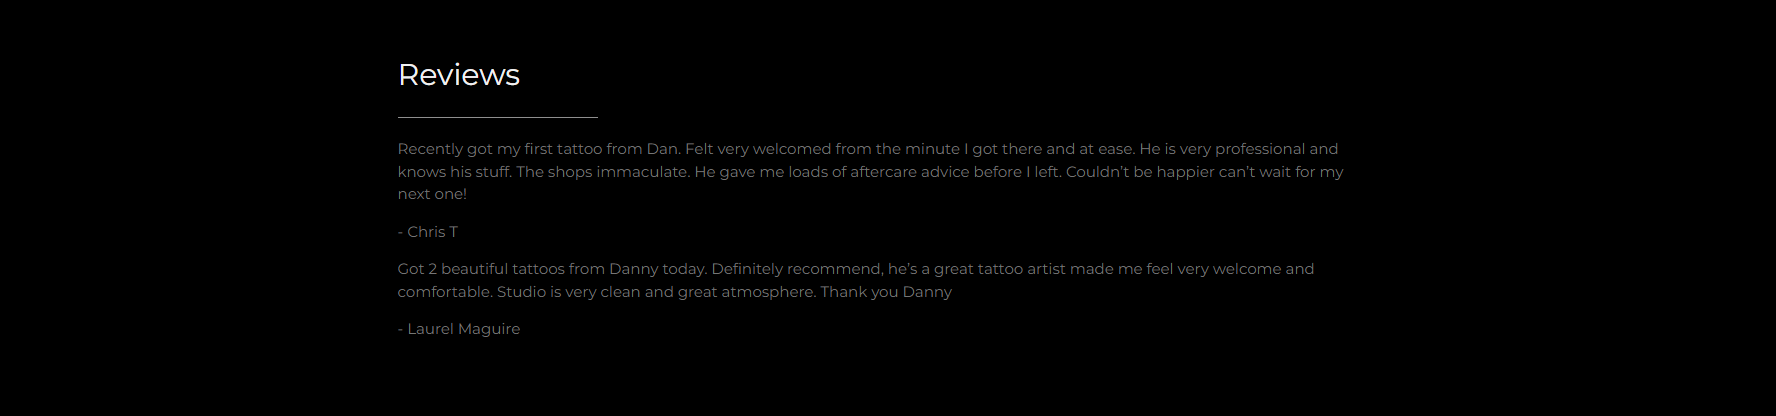 Reviews
Recently got my first tattoo from Dan. Felt very welcomed from the minute I got there and at ease. He is very professional and
knows his stuff. The shops immaculate. He gave me loads of aftercare advice before I left. Couldn’t be happier can’t wait for my
next one!
- Chris T
Got 2 beautiful tattoos from Danny today. Definitely recommend, he’s a great tattoo artist made me feel very welcome and
comfortable. Studio is very clean and great atmosphere. Thank you Danny
- Laurel Maguire